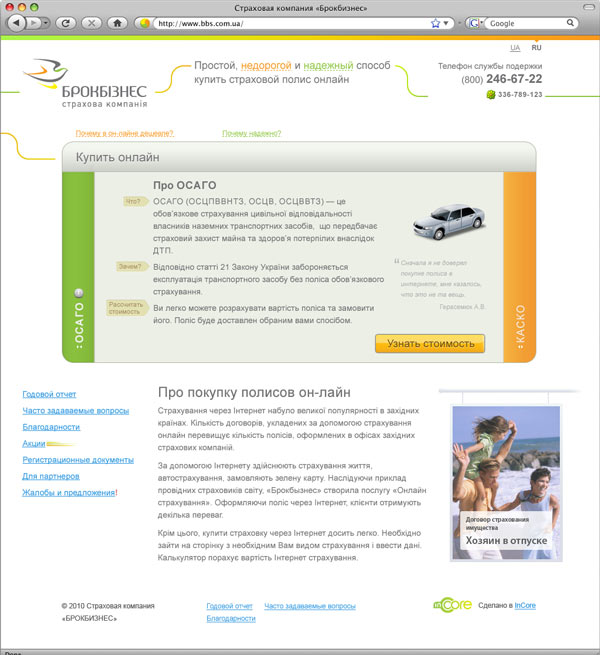 Страховая компания «Брокбизнес»
http://www.bbs.com.ua/
Google
UA RU
БРОКБІЗНЕС
страхова компанія
Простой, недорогой и надежный способ
купить страховой полис онлайн
Телефон службы подержки
(800) 246-67-22
336-789-123
Почему в он-лайне дешевле?
Почему надежно?
Купить онлайн
ОСАГО
Про ОСАГО
Что?
ОСАГО (ОСЦПВВНТЗ, ОСЦВ, ОСЦВВТЗ) — це
обов'язкове страхування цивільної відповідальності
власників наземних транспортних засобів, що передбачає
страховий захист майна та здоров'я потерпілих внаслідок
ДТП.
Зачем?
Відповідно статті 21 Закону України забороняється
експлуатація транспортного засобу без поліса обов'язкового
страхування.
Рассчитать
стоимость
Ви легко можете розрахувати вартість поліса та замовити
його. Поліс буде доставлен обраним вами способом.
“ Сначала я не доверял
покупке полиса в
интернете, мне казалось,
что это не та вещь.
Герасемюк А.В.
Узнать стоимость
КАСКО
Годовой отчет
Часто задаваемые вопросы
Благодарности
Акции
Регистрационные документы
Для партнеров
Жалобы и предложения!
Про покупку полисов он-лайн
Страхування через Інтернет набуло великої популярності в західних
країнах. Кількість договорів, укладених за допомогою страхування
онлайн перевищує кількість полісів, оформлених в офісах західних
страхових компаній.
За допомогою Інтернету здійснюють страхування життя,
автострахування, замовляють зелену карту. Наслідуючи приклад
провідних страховиків світу, «Брокбізнес» створила послугу «Онлайн
страхування». Оформляючи поліс через Інтернет, клієнти отримують
декілька переваг.
Крім цього, купити страховку через Інтернет досить легко. Необхідно
зайти на сторінку з необхідним Вам видом страхування і ввести дані.
Калькулятор порахує вартість Інтернет страхування.
Договор страхования
имущества
Хозяин в отпуске
© 2010 Страховая компания
«БРОКБИЗНЕС»
Годовой отчет Часто задаваемые вопросы
Благодарности
inCore
Сделано в InCore